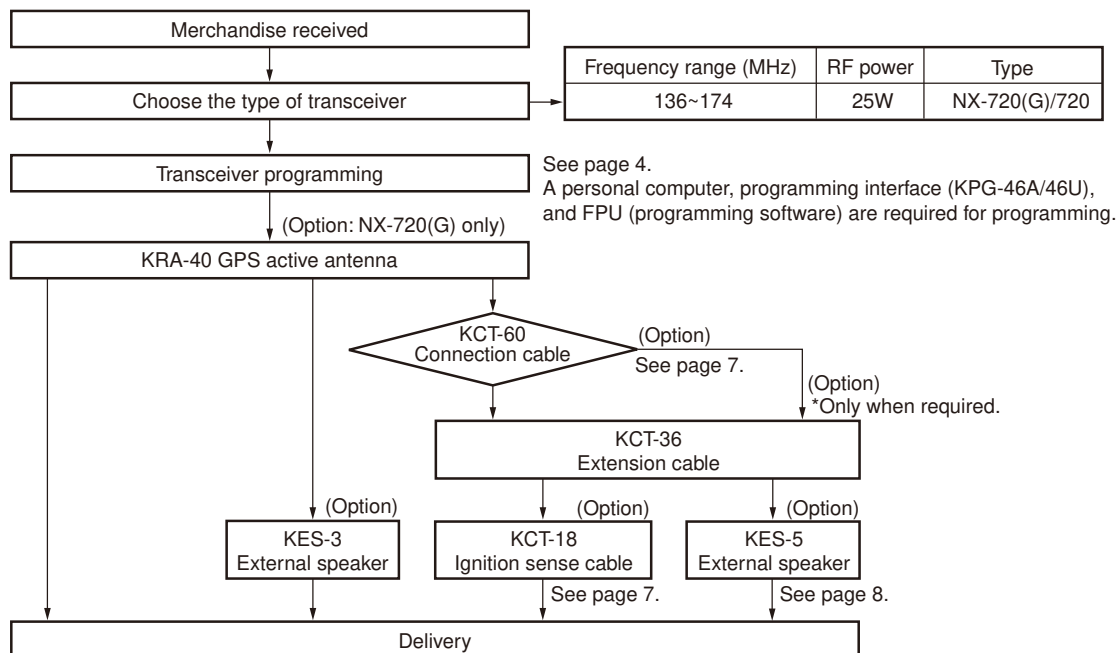 Merchandise received
Choose the type of transceiver
Frequency range (MHz) RF power Type
136~174 25W NX-720(G)/720
Transceiver programming
See page 4.
A personal computer, programming interface (KPG-46A/46U),
and FPU (programming software) are required for programming.
(Option: NX-720(G) only)
KRA-40 GPS active antenna
KCT-60
Connection cable
(Option)
See page 7.
(Option)
*Only when required.
KCT-36
Extension cable
(Option)
KES-3
External speaker
(Option)
KCT-18
Ignition sense cable
See page 7.
(Option)
KES-5
External speaker
See page 8.
Delivery